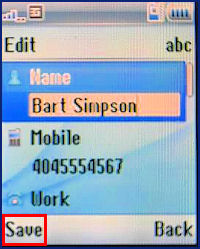 Edit abc
Name
Bart Simpson
Mobile
4045554567
Work
Save Back